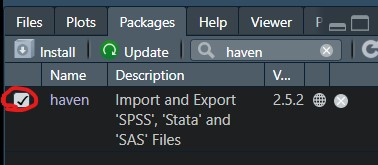 Files Plots Packages Help Viewer P
Install Update haven
Name Description V...
haven Import and Export 2.5.2
'SPSS', 'Stata' and
'SAS' Files